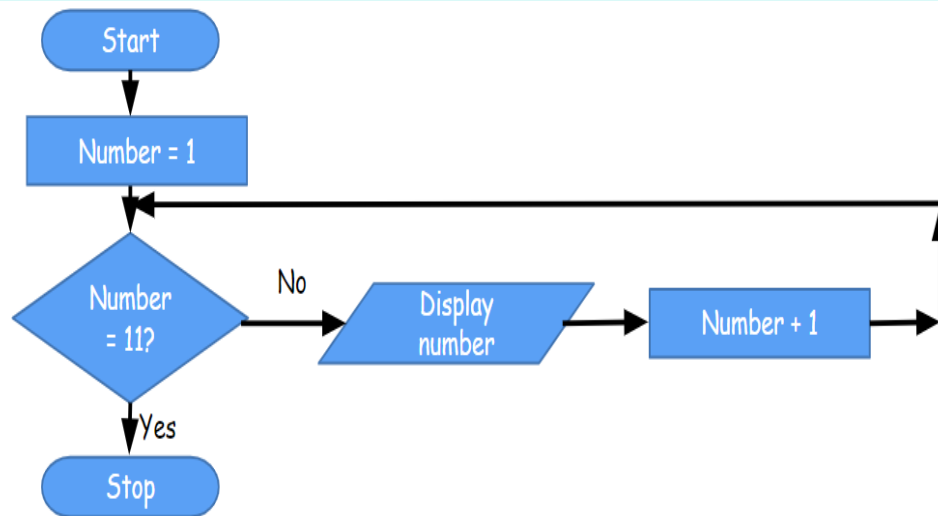 Start
Number = 1
Number
= 11?
No
Display
number
Number + 1
Yes
Stop